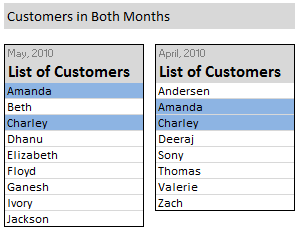 Customers in Both Months
May, 2010
List of Customers
Amanda
Beth
Charley
Dhanu
Elizabeth
Floyd
Ganesh
Ivory
Jackson
April, 2010
List of Customers
Andersen
Amanda
Charley
Deeraj
Sony
Thomas
Valerie
Zach